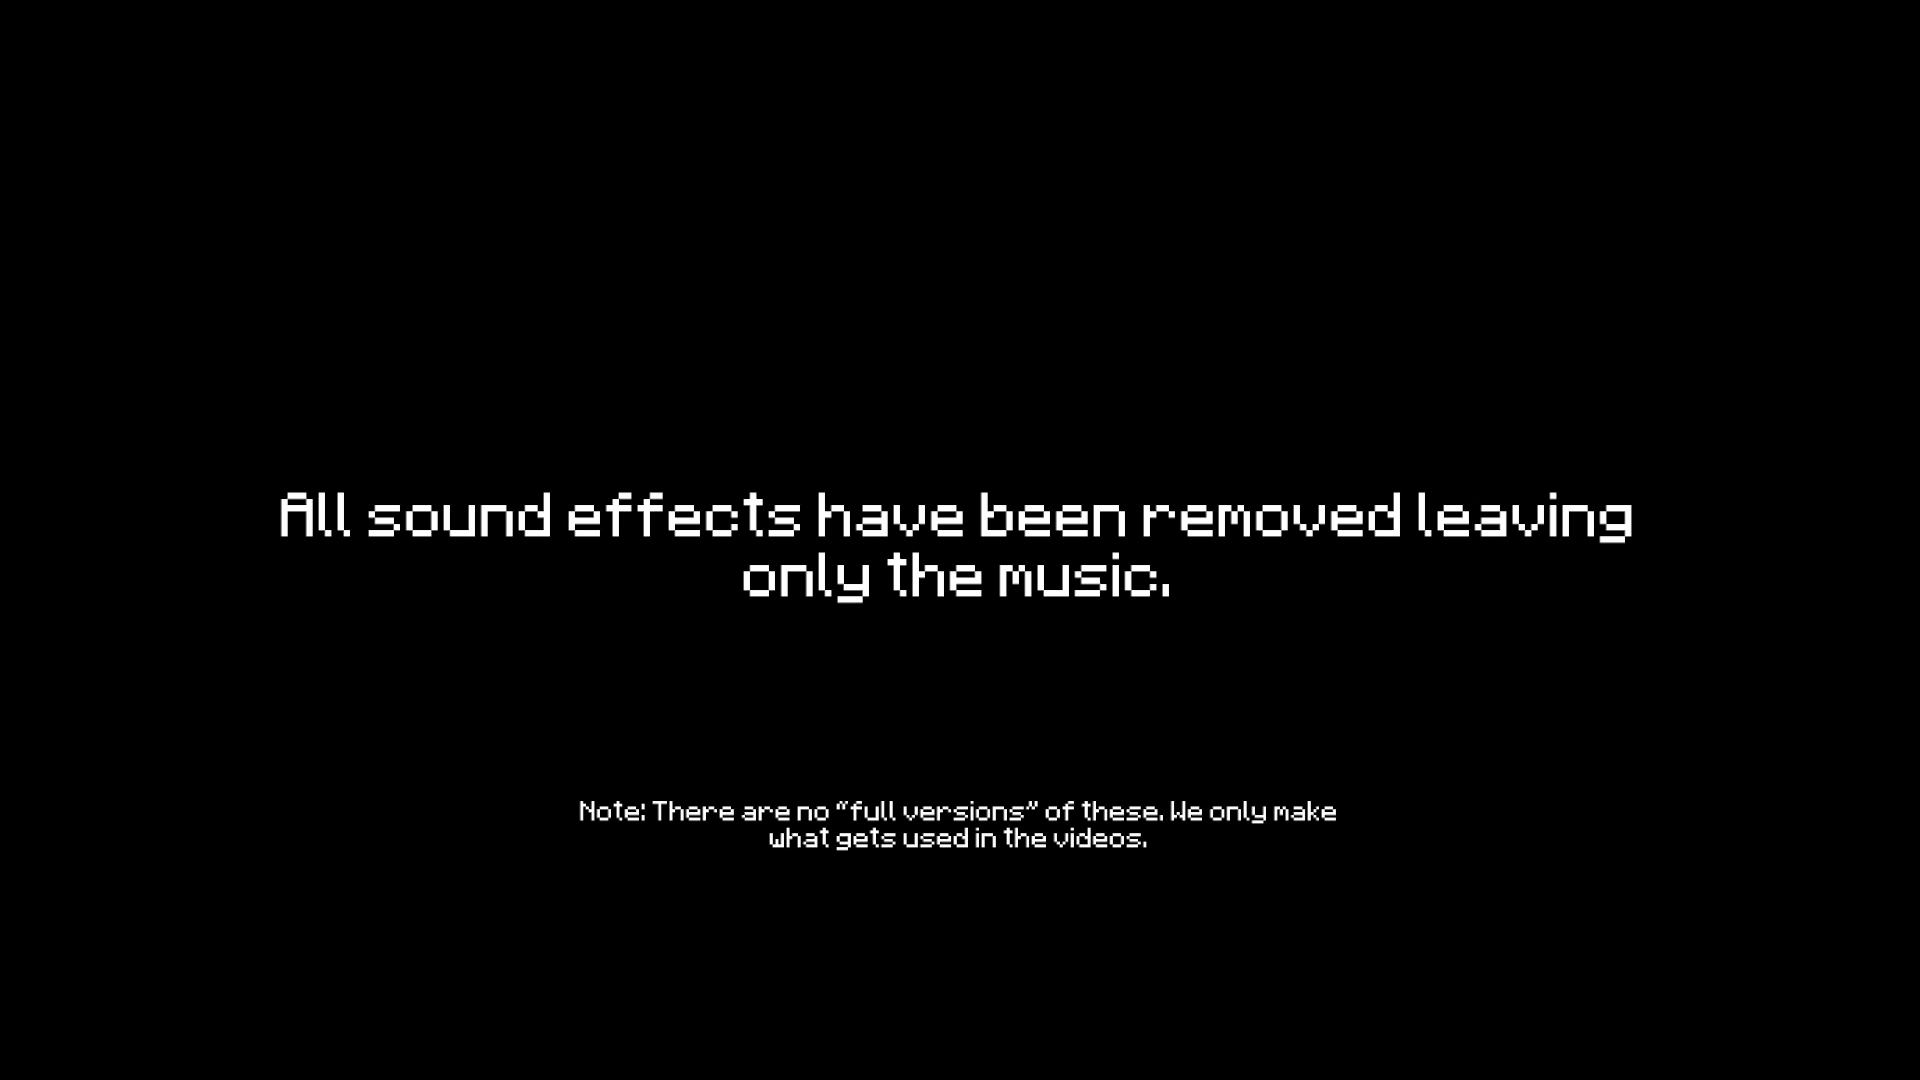 All sound effects have been removed leaving
only the music.
Note: There are no “full versions” of these. We only make
what gets used in the videos.